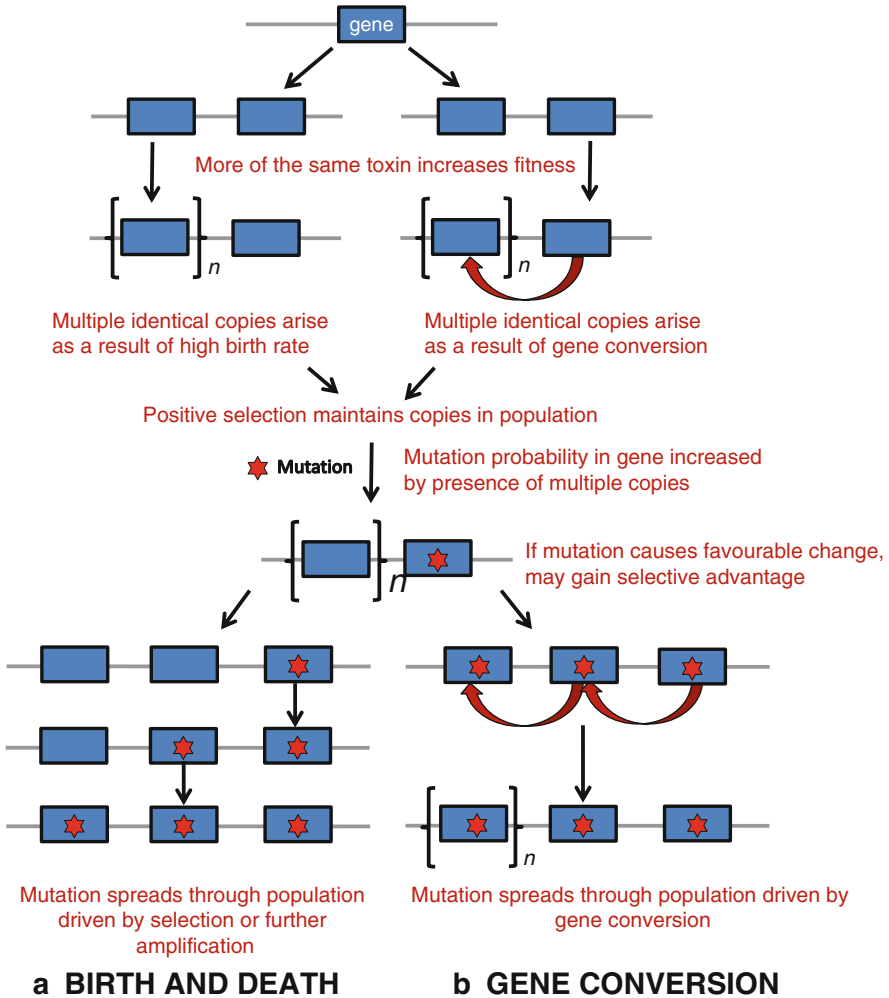 gene
More of the same toxin increases fitness
n
n
Multiple identical copies arise
as a result of high birth rate
Multiple identical copies arise
as a result of gene conversion
Positive selection maintains copies in population
Mutation
Mutation probability in gene increased
by presence of multiple copies
n
If mutation causes favourable change,
may gain selective advantage
n
Mutation spreads through population
driven by selection or further
amplification
Mutation spreads through population driven by
gene conversion
a BIRTH AND DEATH
b GENE CONVERSION